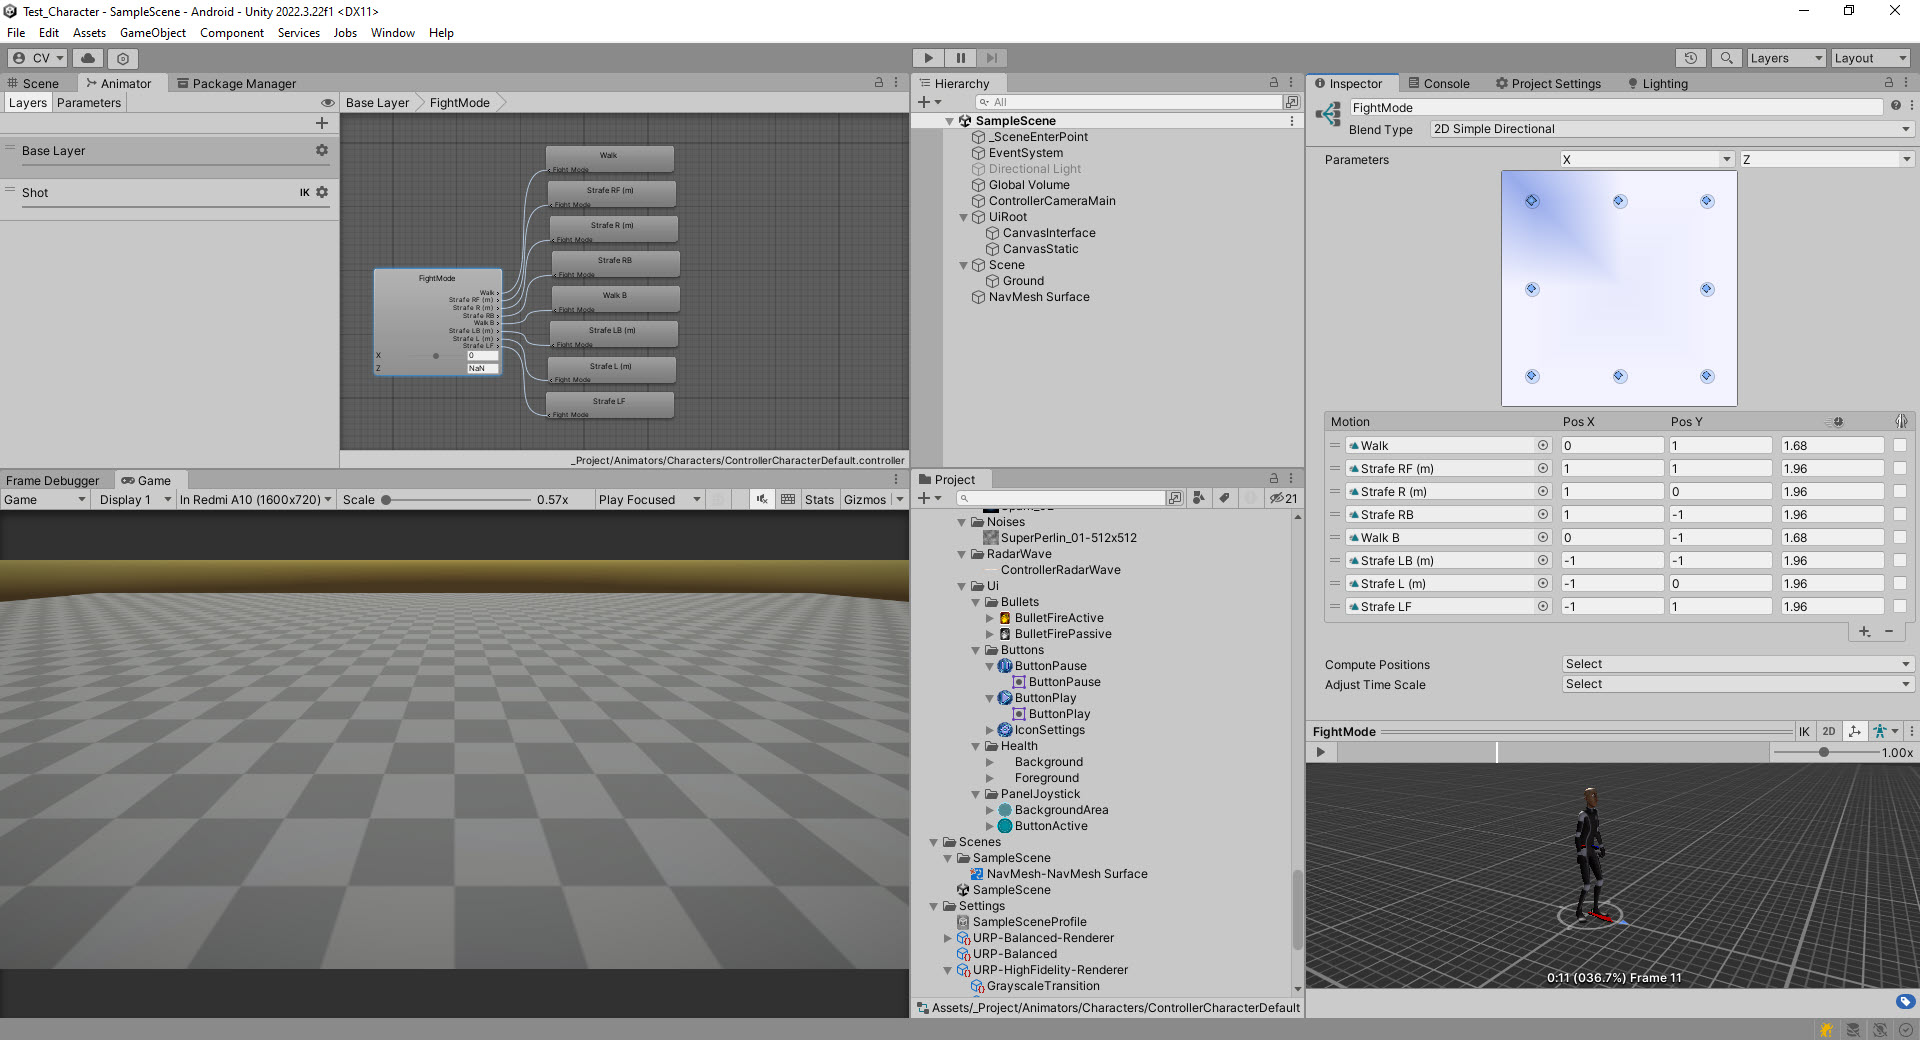 Test_Character - SampleScene - Android - Unity 2022.3.22f1 <DX11>
File Edit Assets GameObject Component Services Jobs Window Help
CV
Layers Layout
Scene Animator Package Manager
Layers Parameters
Base Layer FightMode
Base Layer
Shot IK
Walk
Fight Mode
Strafe RF (m)
Fight Mode
Strafe R (m)
Fight Mode
Strafe RB
Fight Mode
Walk B
Fight Mode
Strafe LB (m)
Fight Mode
Strafe L (m)
Fight Mode
Strafe LF
Fight Mode
FightMode
Walk
Strafe RF (m)
Strafe R (m)
Strafe RB
Walk B
Strafe LB (m)
Strafe L (m)
Strafe LF
X 0
Z NaN
_Project/Animators/Characters/ControllerCharacterDefault.controller
Frame Debugger Game
Game Display 1 In Redmi A10 (1600x720) Scale 0.57x Play Focused Stats Gizmos
Hierarchy
All
SampleScene
_SceneEnterPoint
EventSystem
Directional Light
Global Volume
ControllerCameraMain
UiRoot
CanvasInterface
CanvasStatic
Scene
Ground
NavMesh Surface
Project
21
Noises
SuperPerlin_01-512x512
RadarWave
ControllerRadarWave
Ui
Bullets
BulletFireActive
BulletFirePassive
Buttons
ButtonPause
ButtonPause
ButtonPlay
ButtonPlay
IconSettings
Health
Background
Foreground
PanelJoystick
BackgroundArea
ButtonActive
Scenes
SampleScene
NavMesh-NavMesh Surface
SampleScene
Settings
SampleSceneProfile
URP-Balanced-Renderer
URP-Balanced
URP-HighFidelity-Renderer
GrayscaleTransition
Assets/_Project/Animators/Characters/ControllerCharacterDefault
Inspector Console Project Settings Lighting
FightMode
Blend Type 2D Simple Directional
Parameters X Z
Motion Pos X Pos Y
Walk 0 1 1.68
Strafe RF (m) 1 1 1.96
Strafe R (m) 1 0 1.96
Strafe RB 1 -1 1.96
Walk B 0 -1 1.68
Strafe LB (m) -1 -1 1.96
Strafe L (m) -1 0 1.96
Strafe LF -1 1 1.96
Compute Positions Select
Adjust Time Scale Select
FightMode IK 2D
1.00x
0:11 (036.7%) Frame 11